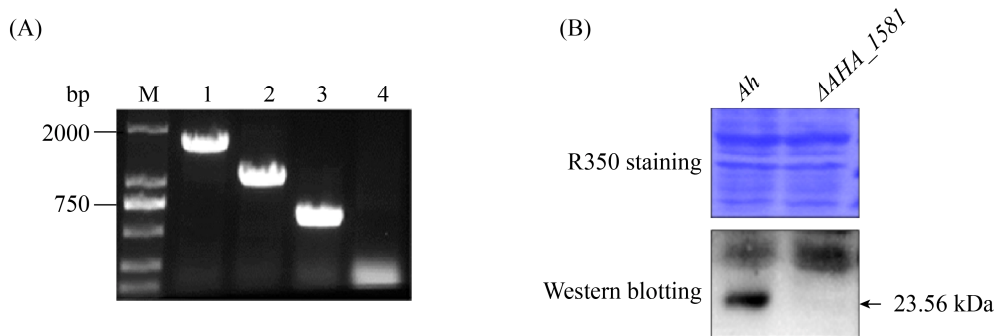 (A)
bp M 1 2 3 4
2000
750
(B)
Ah ΔAHA_1581
R350 staining
Western blotting
← 23.56 kDa